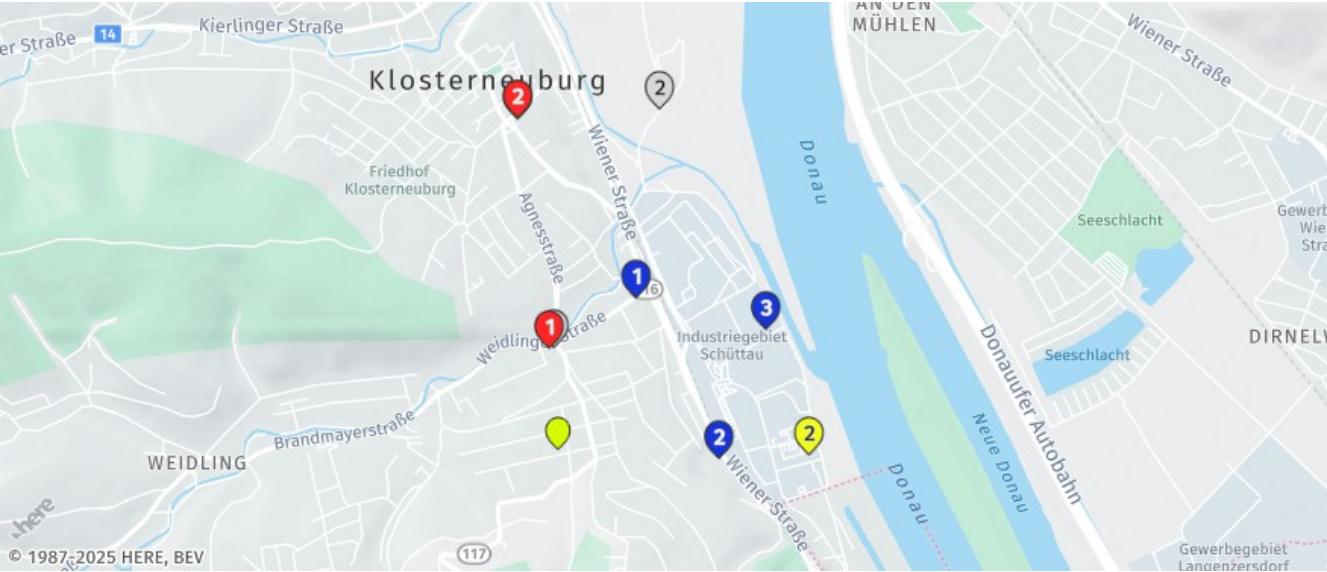 AN DEN
MÜHLEN
Kierlinger Straße
er Straße
14
Wiener Straße
Klosterneuburg
2
2
Wiener Straße
Donau
Friedhof
Klosterneuburg
Agnesstraße
Seeschlacht
Gewerb
Wie
Stra
1
16
3
1
Weidling
straße
Industriegebiet
Schüttau
Donauufer Autobahn
Seeschlacht
DIRNELW
Brandmayerstraße
2
2
WEIDLING
Wiener Straße
Donau
Neue Donau
here
© 1987-2025 HERE, BEV
117
Gewerbegebiet
Langenzersdorf